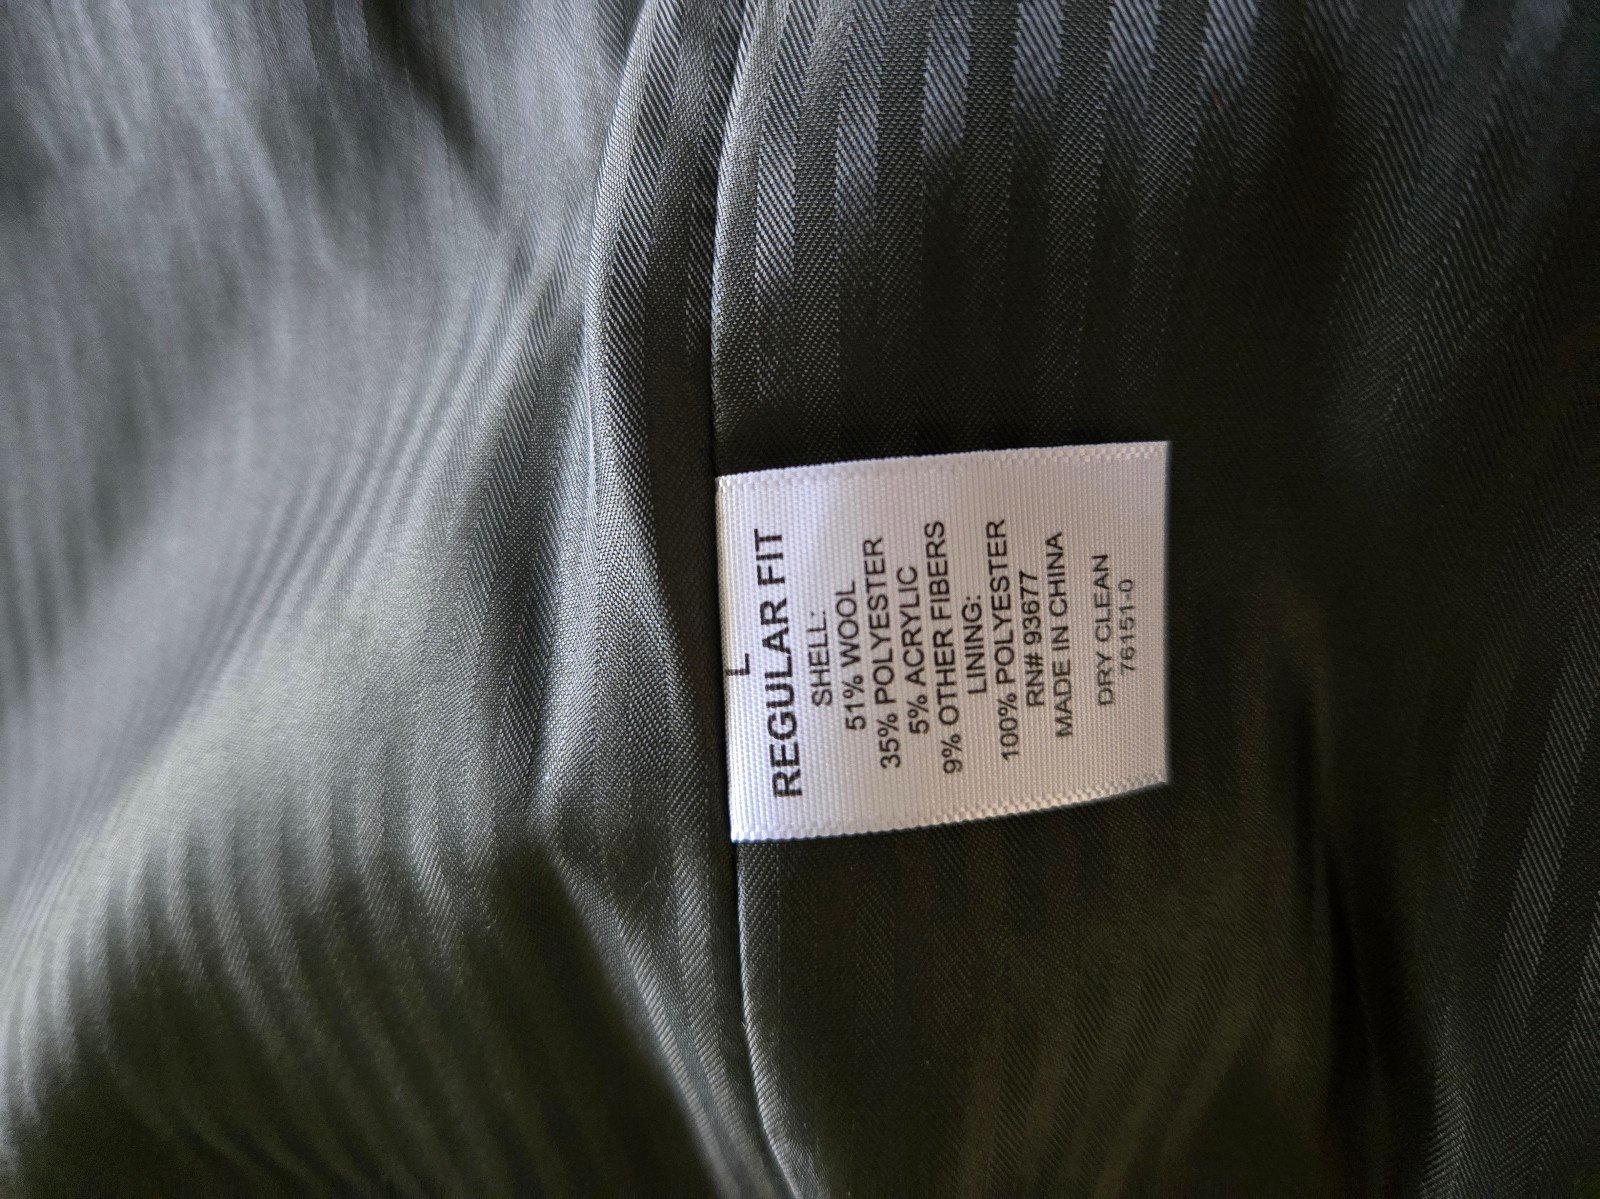 L
REGULAR FIT
SHELL:
51% WOOL
35% POLYESTER
5% ACRYLIC
9% OTHER FIBERS
LINING:
100% POLYESTER
RN# 93677
MADE IN CHINA
DRY CLEAN
76151-0